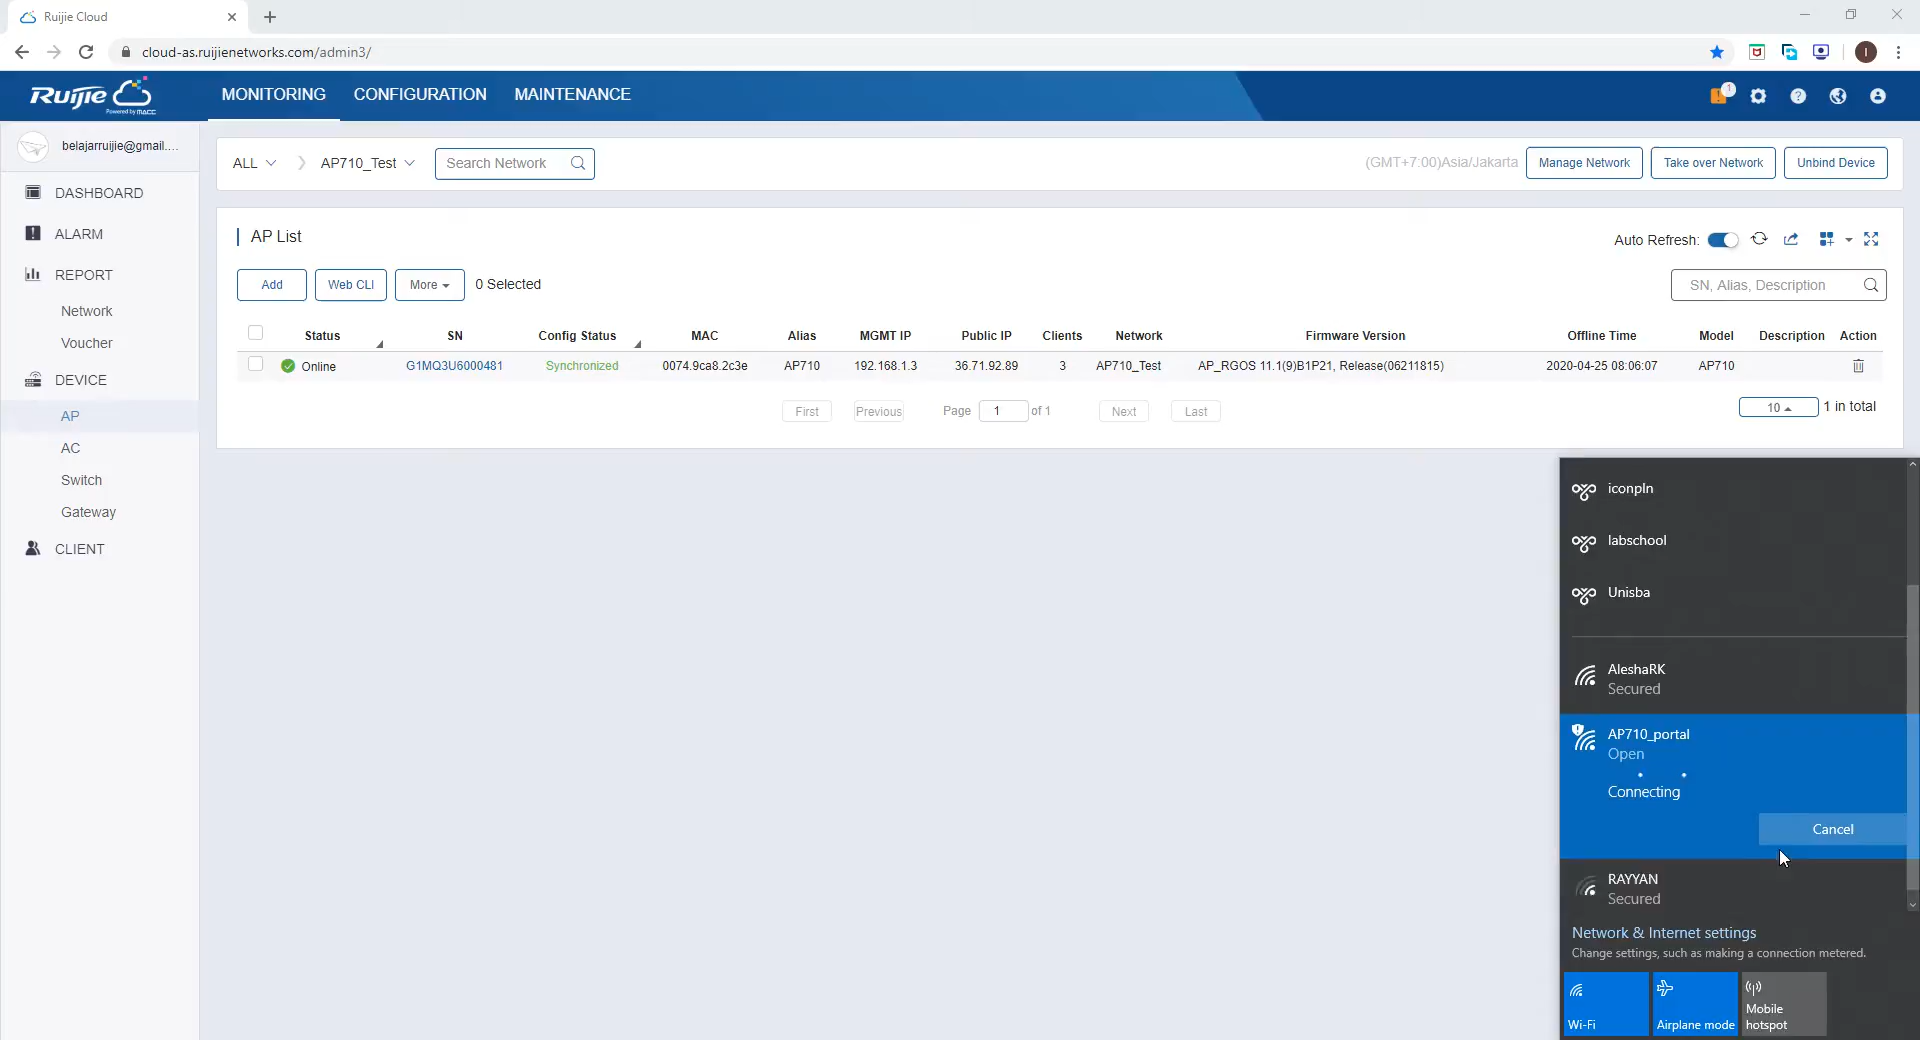 Ruijie Cloud
cloud-as.ruijienetworks.com/admin3/
I
Ruijie
Powered by MACC
MONITORING CONFIGURATION MAINTENANCE
1
belajarruijie@gmail....
DASHBOARD
ALARM
REPORT
Network
Voucher
DEVICE
AP
AC
Switch
Gateway
CLIENT
ALL AP710_Test Search Network (GMT+7:00)Asia/Jakarta Manage Network Take over Network Unbind Device
AP List
Auto Refresh:
Add Web CLI More 0 Selected SN, Alias, Description
Status SN Config Status MAC Alias MGMT IP Public IP Clients Network Firmware Version Offline Time Model Description Action
Online G1MQ3U6000481 Synchronized 0074.9ca8.2c3e AP710 192.168.1.3 36.71.92.89 3 AP710_Test AP_RGOS 11.1(9)B1P21, Release(06211815) 2020-04-25 08:06:07 AP710
First Previous Page 1 of 1 Next Last 10 1 in total
iconpln
labschool
Unisba
AleshaRK
Secured
AP710_portal
Open
Connecting
Cancel
RAYYAN
Secured
Network & Internet settings
Change settings, such as making a connection metered.
Wi-Fi
Airplane mode
Mobile
hotspot